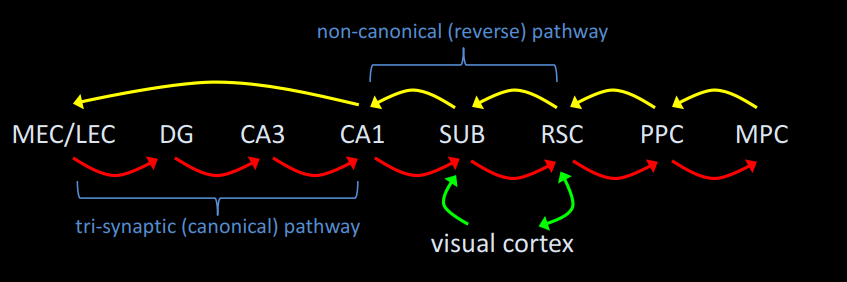 non-canonical (reverse) pathway
MEC/LEC DG CA3 CA1 SUB RSC PPC MPC
tri-synaptic (canonical) pathway
visual cortex